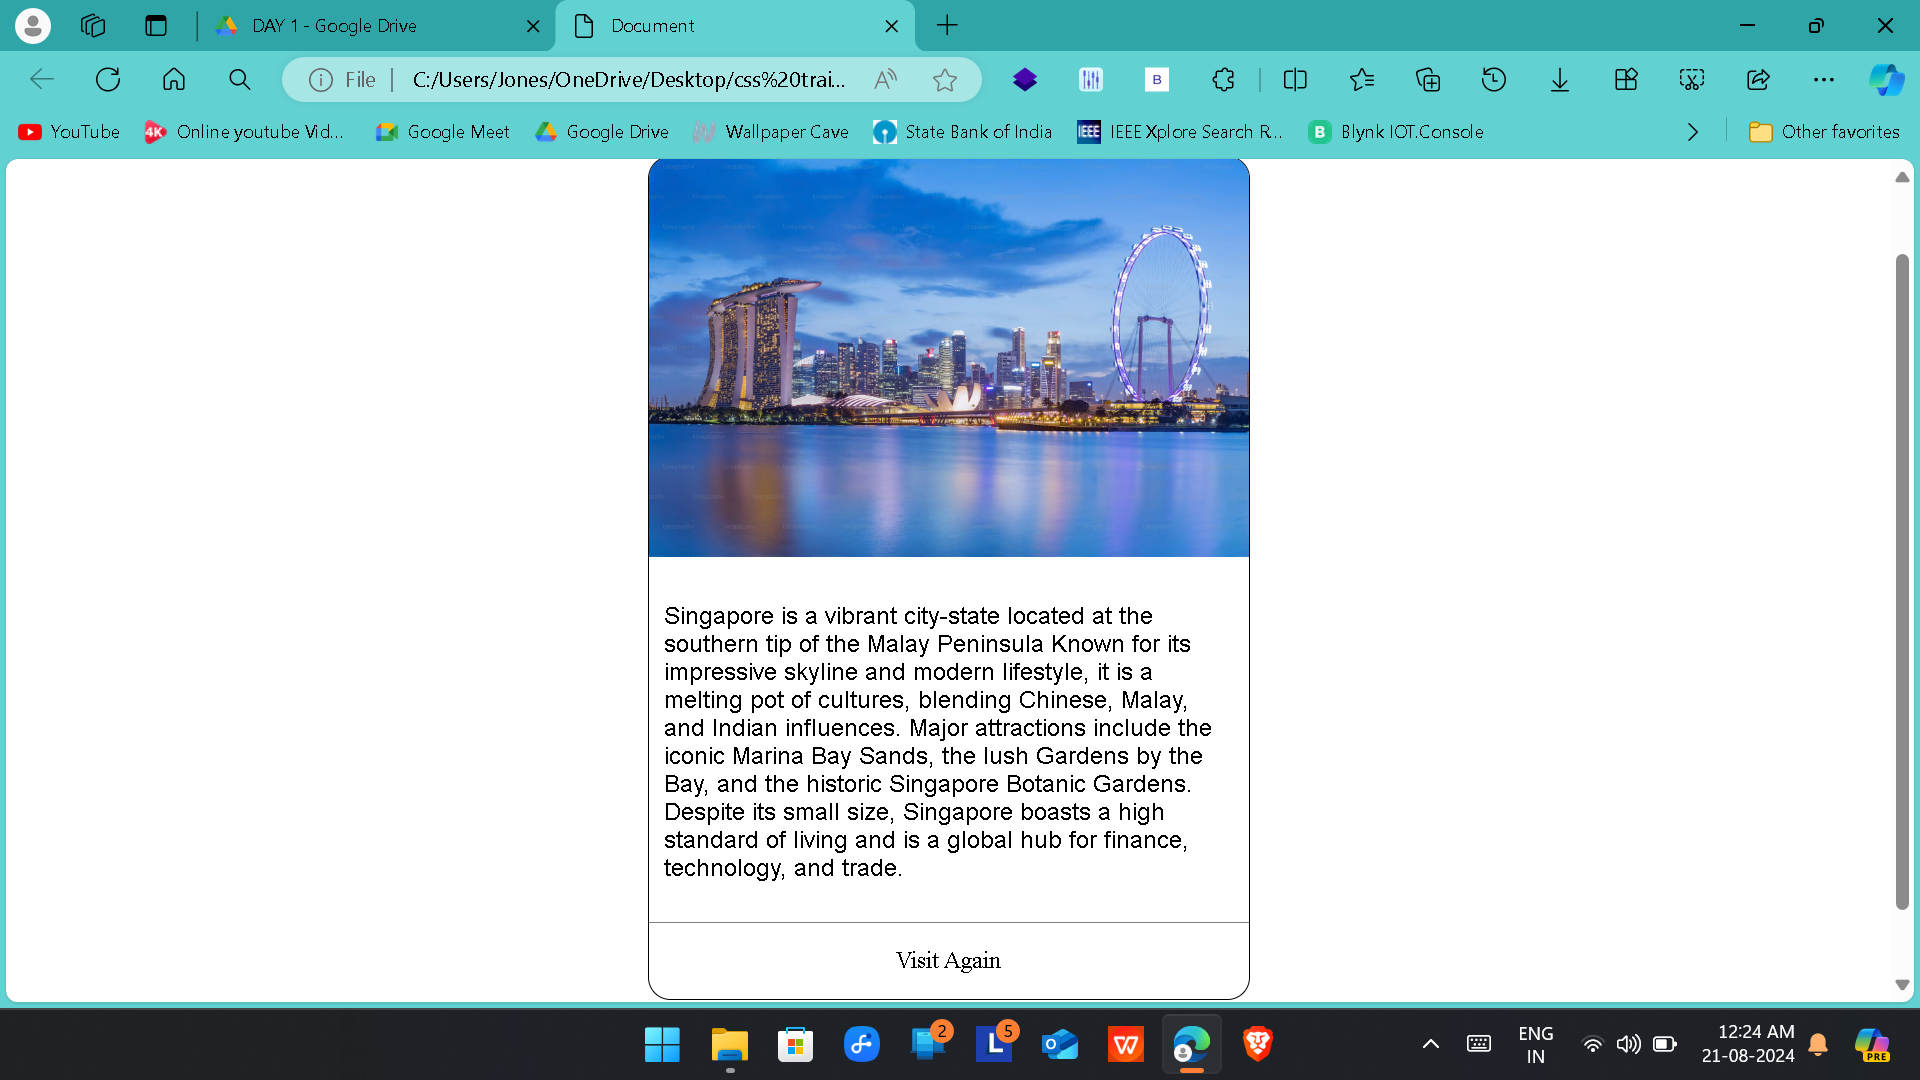 DAY 1 - Google Drive
Document
File
C:/Users/Jones/OneDrive/Desktop/css%20trai...
B
YouTube
4K
Online youtube Vid...
Google Meet
Google Drive
Wallpaper Cave
State Bank of India
IEEE
IEEE Xplore Search R...
B
Blynk IOT.Console
Other favorites
Singapore is a vibrant city-state located at the
southern tip of the Malay Peninsula Known for its
impressive skyline and modern lifestyle, it is a
melting pot of cultures, blending Chinese, Malay,
and Indian influences. Major attractions include the
iconic Marina Bay Sands, the lush Gardens by the
Bay, and the historic Singapore Botanic Gardens.
Despite its small size, Singapore boasts a high
standard of living and is a global hub for finance,
technology, and trade.
Visit Again
2
L
5
ENG
IN
12:24 AM
21-08-2024
PRE